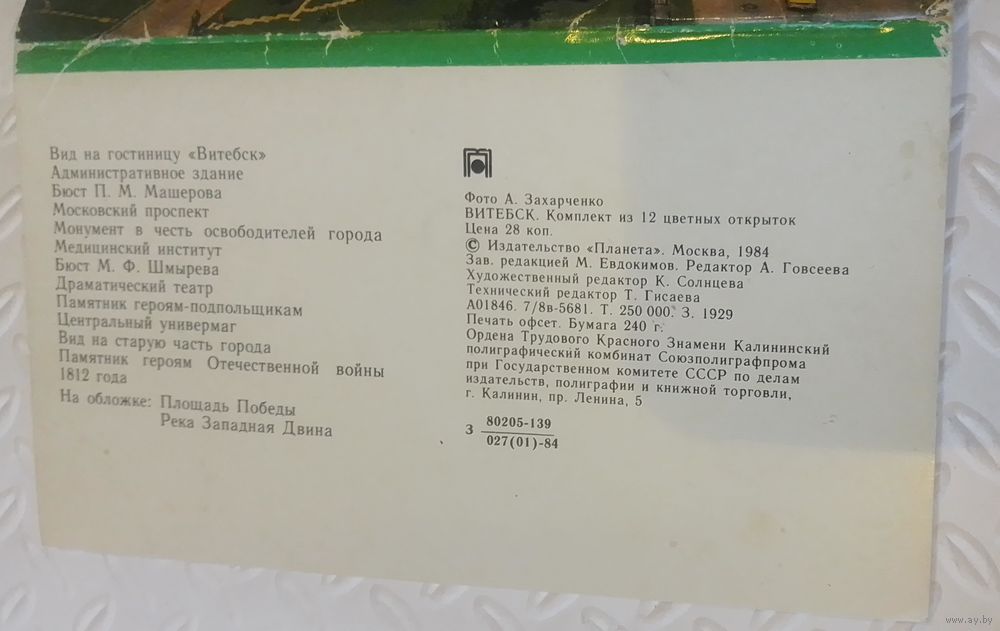 Вид на гостиницу «Витебск»
Административное здание
Бюст П. М. Машерова
Московский проспект
Монумент в честь освободителей города
Медицинский институт
Бюст М. Ф. Шмырева
Драматический театр
Памятник героям-подпольщикам
Центральный универмаг
Вид на старую часть города
Памятник героям Отечественной войны
1812 года
На обложке: Площадь Победы
Река Западная Двина
Фото А. Захарченко
ВИТЕБСК. Комплект из 12 цветных открыток
Цена 28 коп.
© Издательство «Планета». Москва, 1984
Зав. редакцией М. Евдокимов. Редактор А. Говсеева
Художественный редактор К. Солнцева
Технический редактор Т. Гисаева
А01846. 7/8в-5681. Т. 250 000. З. 1929
Печать офсет. Бумага 240 г.
Ордена Трудового Красного Знамени Калининский
полиграфический комбинат Союзполиграфпрома
при Государственном комитете СССР по делам
издательств, полиграфии и книжной торговли,
г. Калинин, пр. Ленина, 5
80205-139
З
027(01)-84
www.ay.by